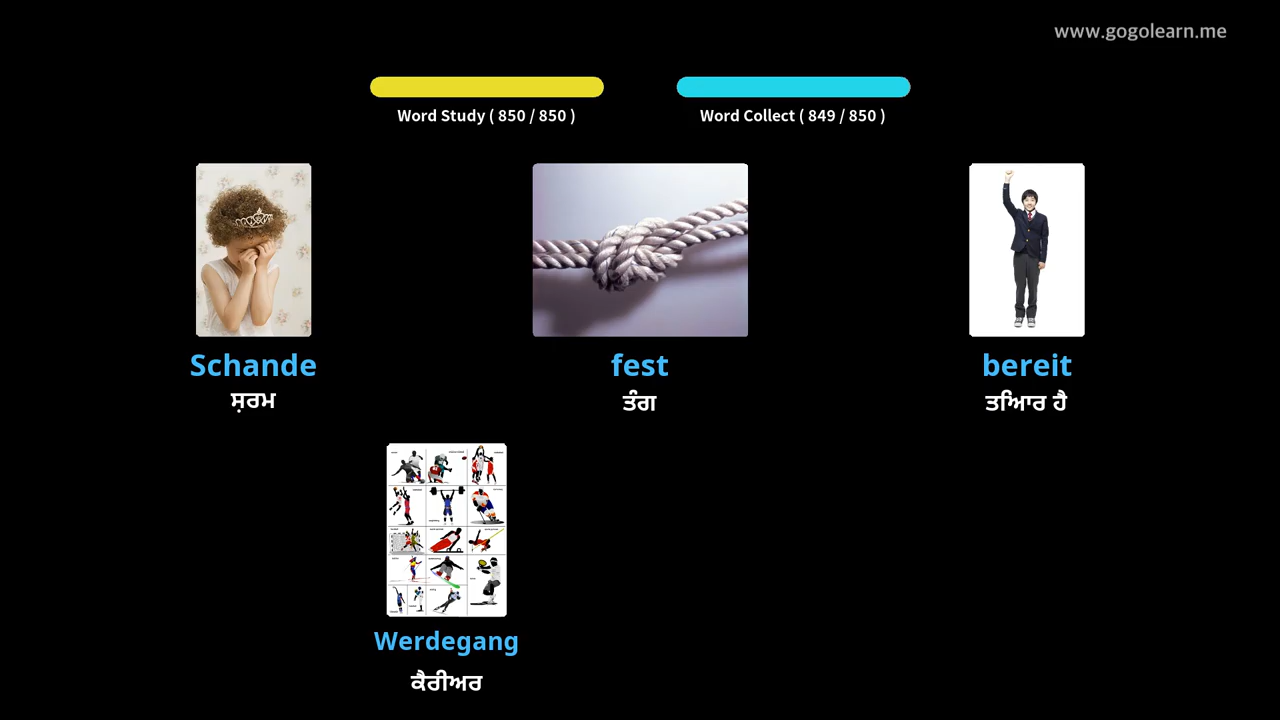 www.gogolearn.me
Word Study ( 850 / 850 )
Word Collect ( 849 / 850 )
Schande
fest
bereit
ਸ਼ਰਮ
ਤੰਗ
ਤਿਆਰ ਹੈ
Werdegang
ਕੈਰੀਅਰ